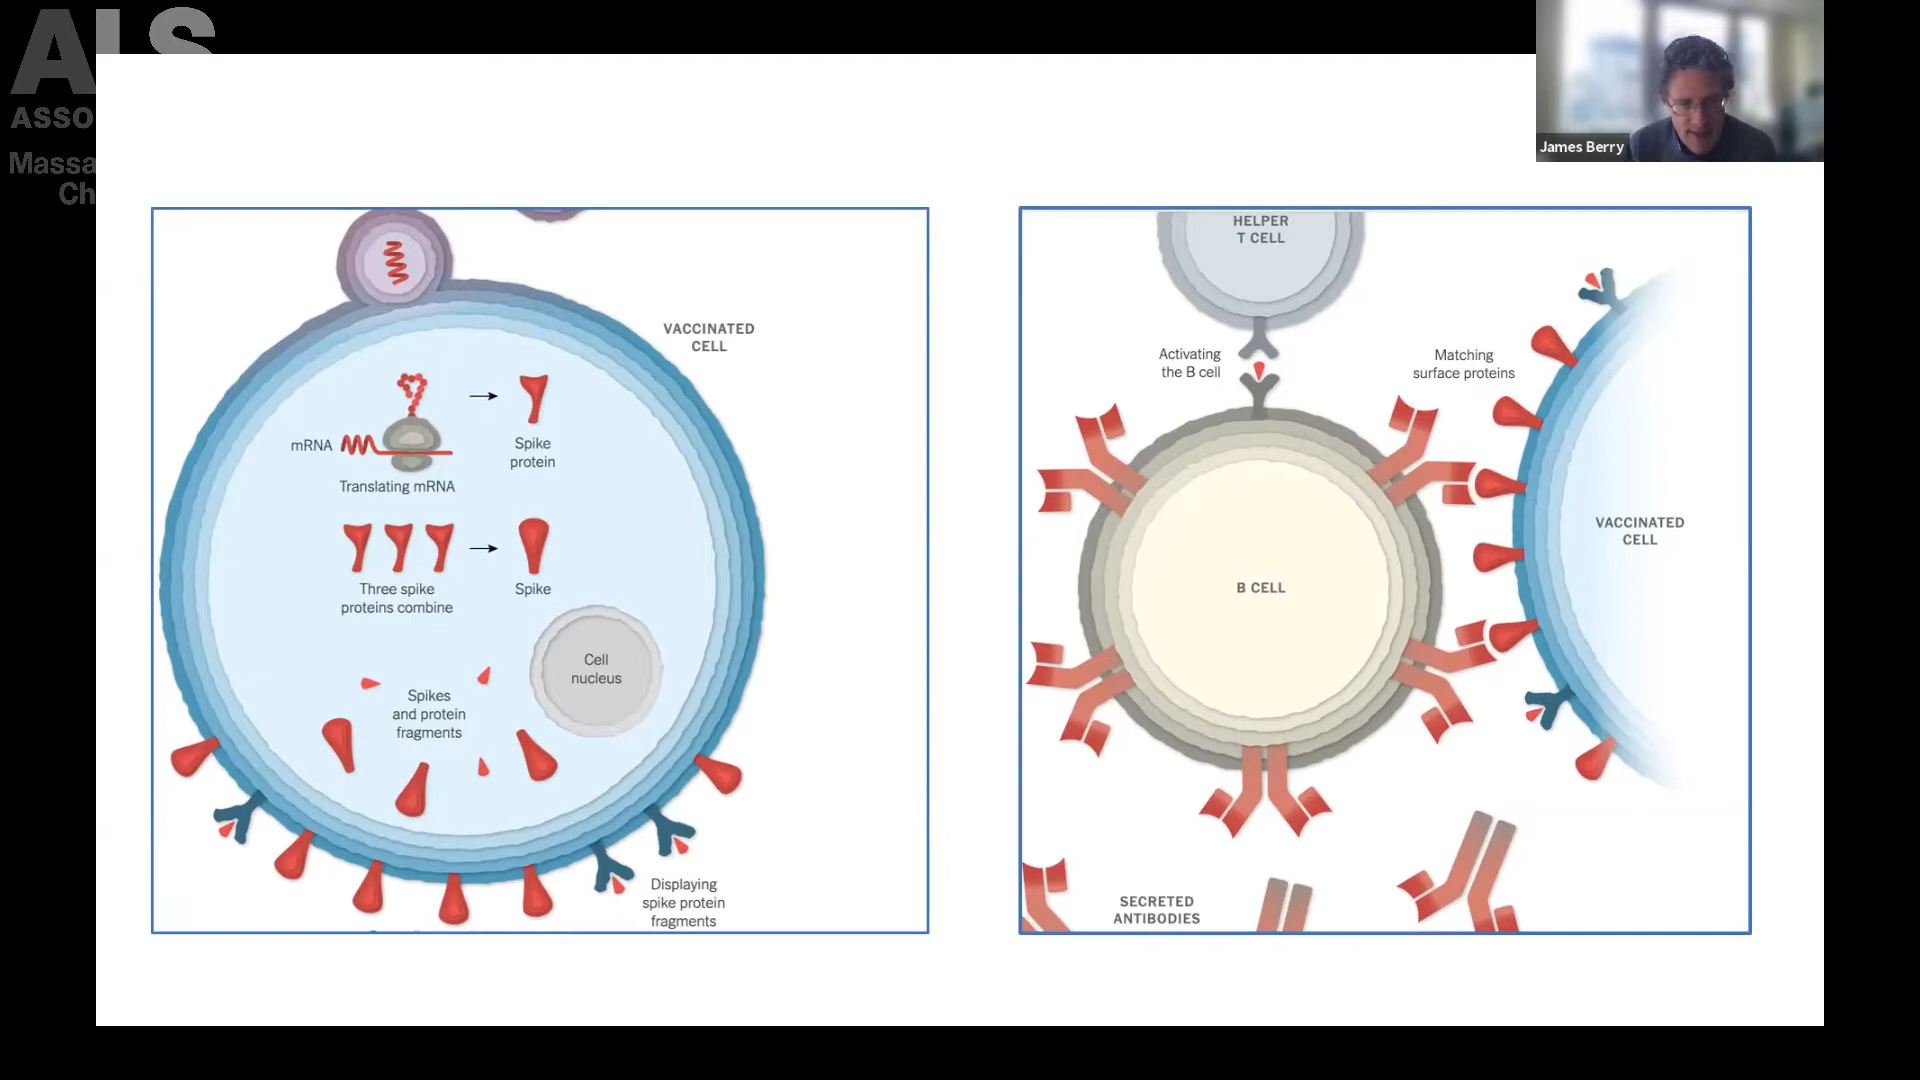 ALS
ASSO
Massa
Ch
James Berry
VACCINATED
CELL
mRNA
Translating mRNA
Spike
protein
Three spike
proteins combine
Spike
Cell
nucleus
Spikes
and protein
fragments
Displaying
spike protein
fragments
HELPER
T CELL
Activating
the B cell
Matching
surface proteins
B CELL
VACCINATED
CELL
SECRETED
ANTIBODIES